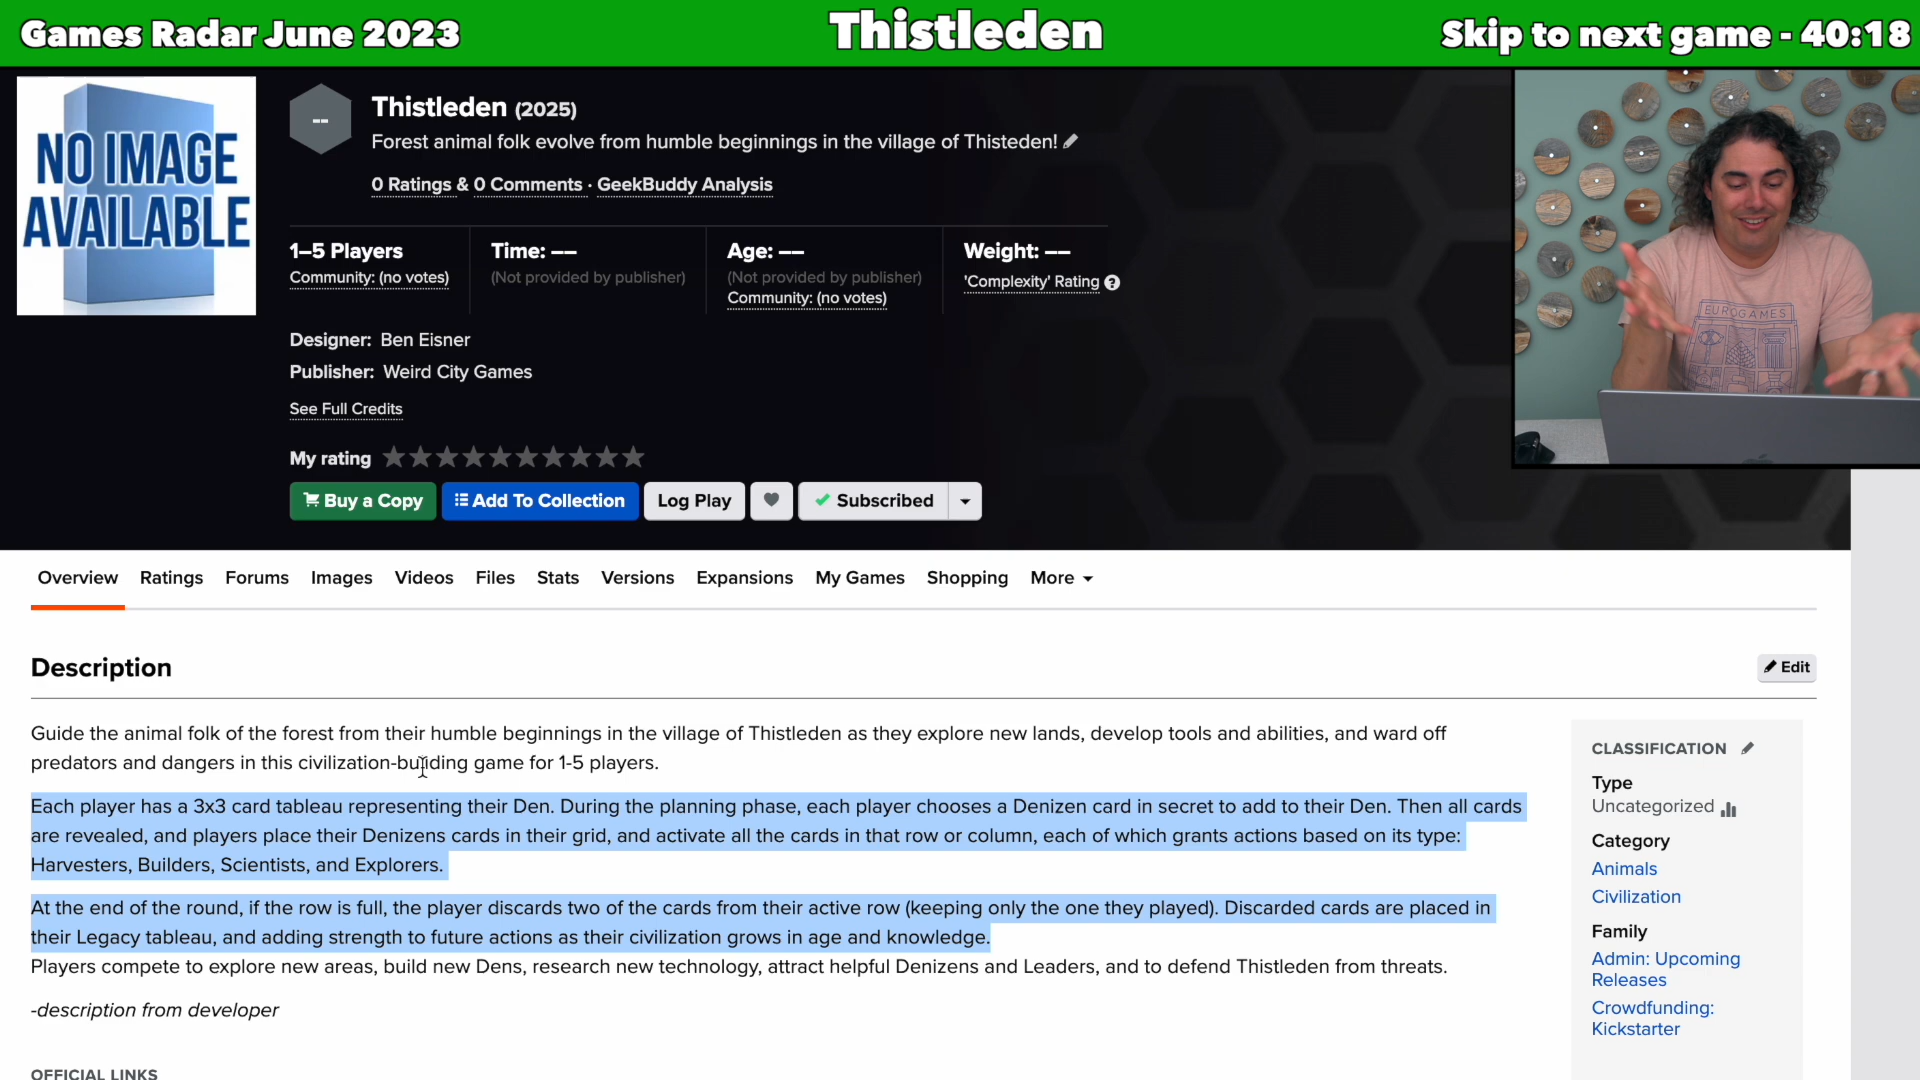 Games Radar June 2023
Thistleden
Skip to next game - 40:18
NO IMAGE
AVAILABLE
--
Thistleden (2025)
Forest animal folk evolve from humble beginnings in the village of Thisteden!
0 Ratings & 0 Comments · GeekBuddy Analysis
1–5 Players
Community: (no votes)
Time: ––
(Not provided by publisher)
Age: ––
(Not provided by publisher)
Community: (no votes)
Weight: ––
'Complexity' Rating ?
Designer: Ben Eisner
Publisher: Weird City Games
See Full Credits
My rating
Buy a Copy
Add To Collection
Log Play
Subscribed
EUROGAMES
Overview
Ratings
Forums
Images
Videos
Files
Stats
Versions
Expansions
My Games
Shopping
More
Description
Edit
Guide the animal folk of the forest from their humble beginnings in the village of Thistleden as they explore new lands, develop tools and abilities, and ward off
predators and dangers in this civilization-building game for 1-5 players.
Each player has a 3x3 card tableau representing their Den. During the planning phase, each player chooses a Denizen card in secret to add to their Den. Then all cards
are revealed, and players place their Denizens cards in their grid, and activate all the cards in that row or column, each of which grants actions based on its type:
Harvesters, Builders, Scientists, and Explorers.
At the end of the round, if the row is full, the player discards two of the cards from their active row (keeping only the one they played). Discarded cards are placed in
their Legacy tableau, and adding strength to future actions as their civilization grows in age and knowledge.
Players compete to explore new areas, build new Dens, research new technology, attract helpful Denizens and Leaders, and to defend Thistleden from threats.
-description from developer
OFFICIAL LINKS
CLASSIFICATION
Type
Uncategorized
Category
Animals
Civilization
Family
Admin: Upcoming
Releases
Crowdfunding:
Kickstarter